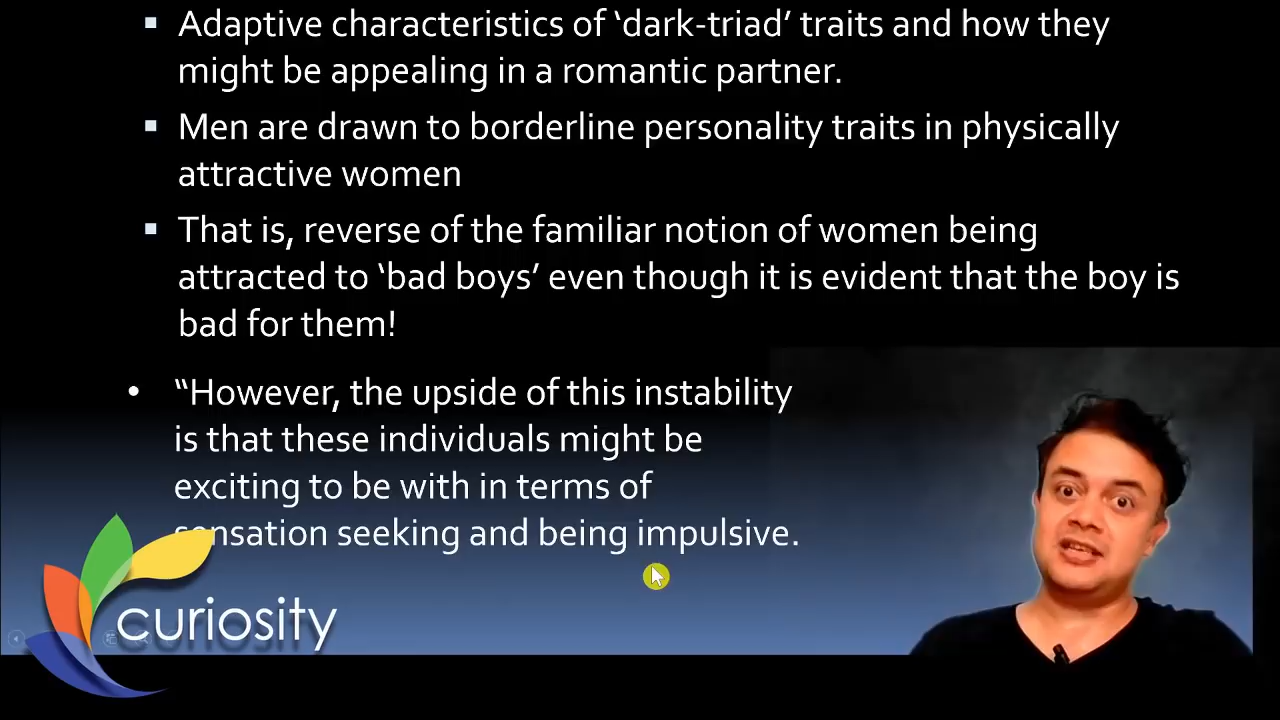 Adaptive characteristics of ‘dark-triad’ traits and how they
might be appealing in a romantic partner.
Men are drawn to borderline personality traits in physically
attractive women
That is, reverse of the familiar notion of women being
attracted to ‘bad boys’ even though it is evident that the boy is
bad for them!
“However, the upside of this instability
is that these individuals might be
exciting to be with in terms of
sensation seeking and being impulsive.
curiosity